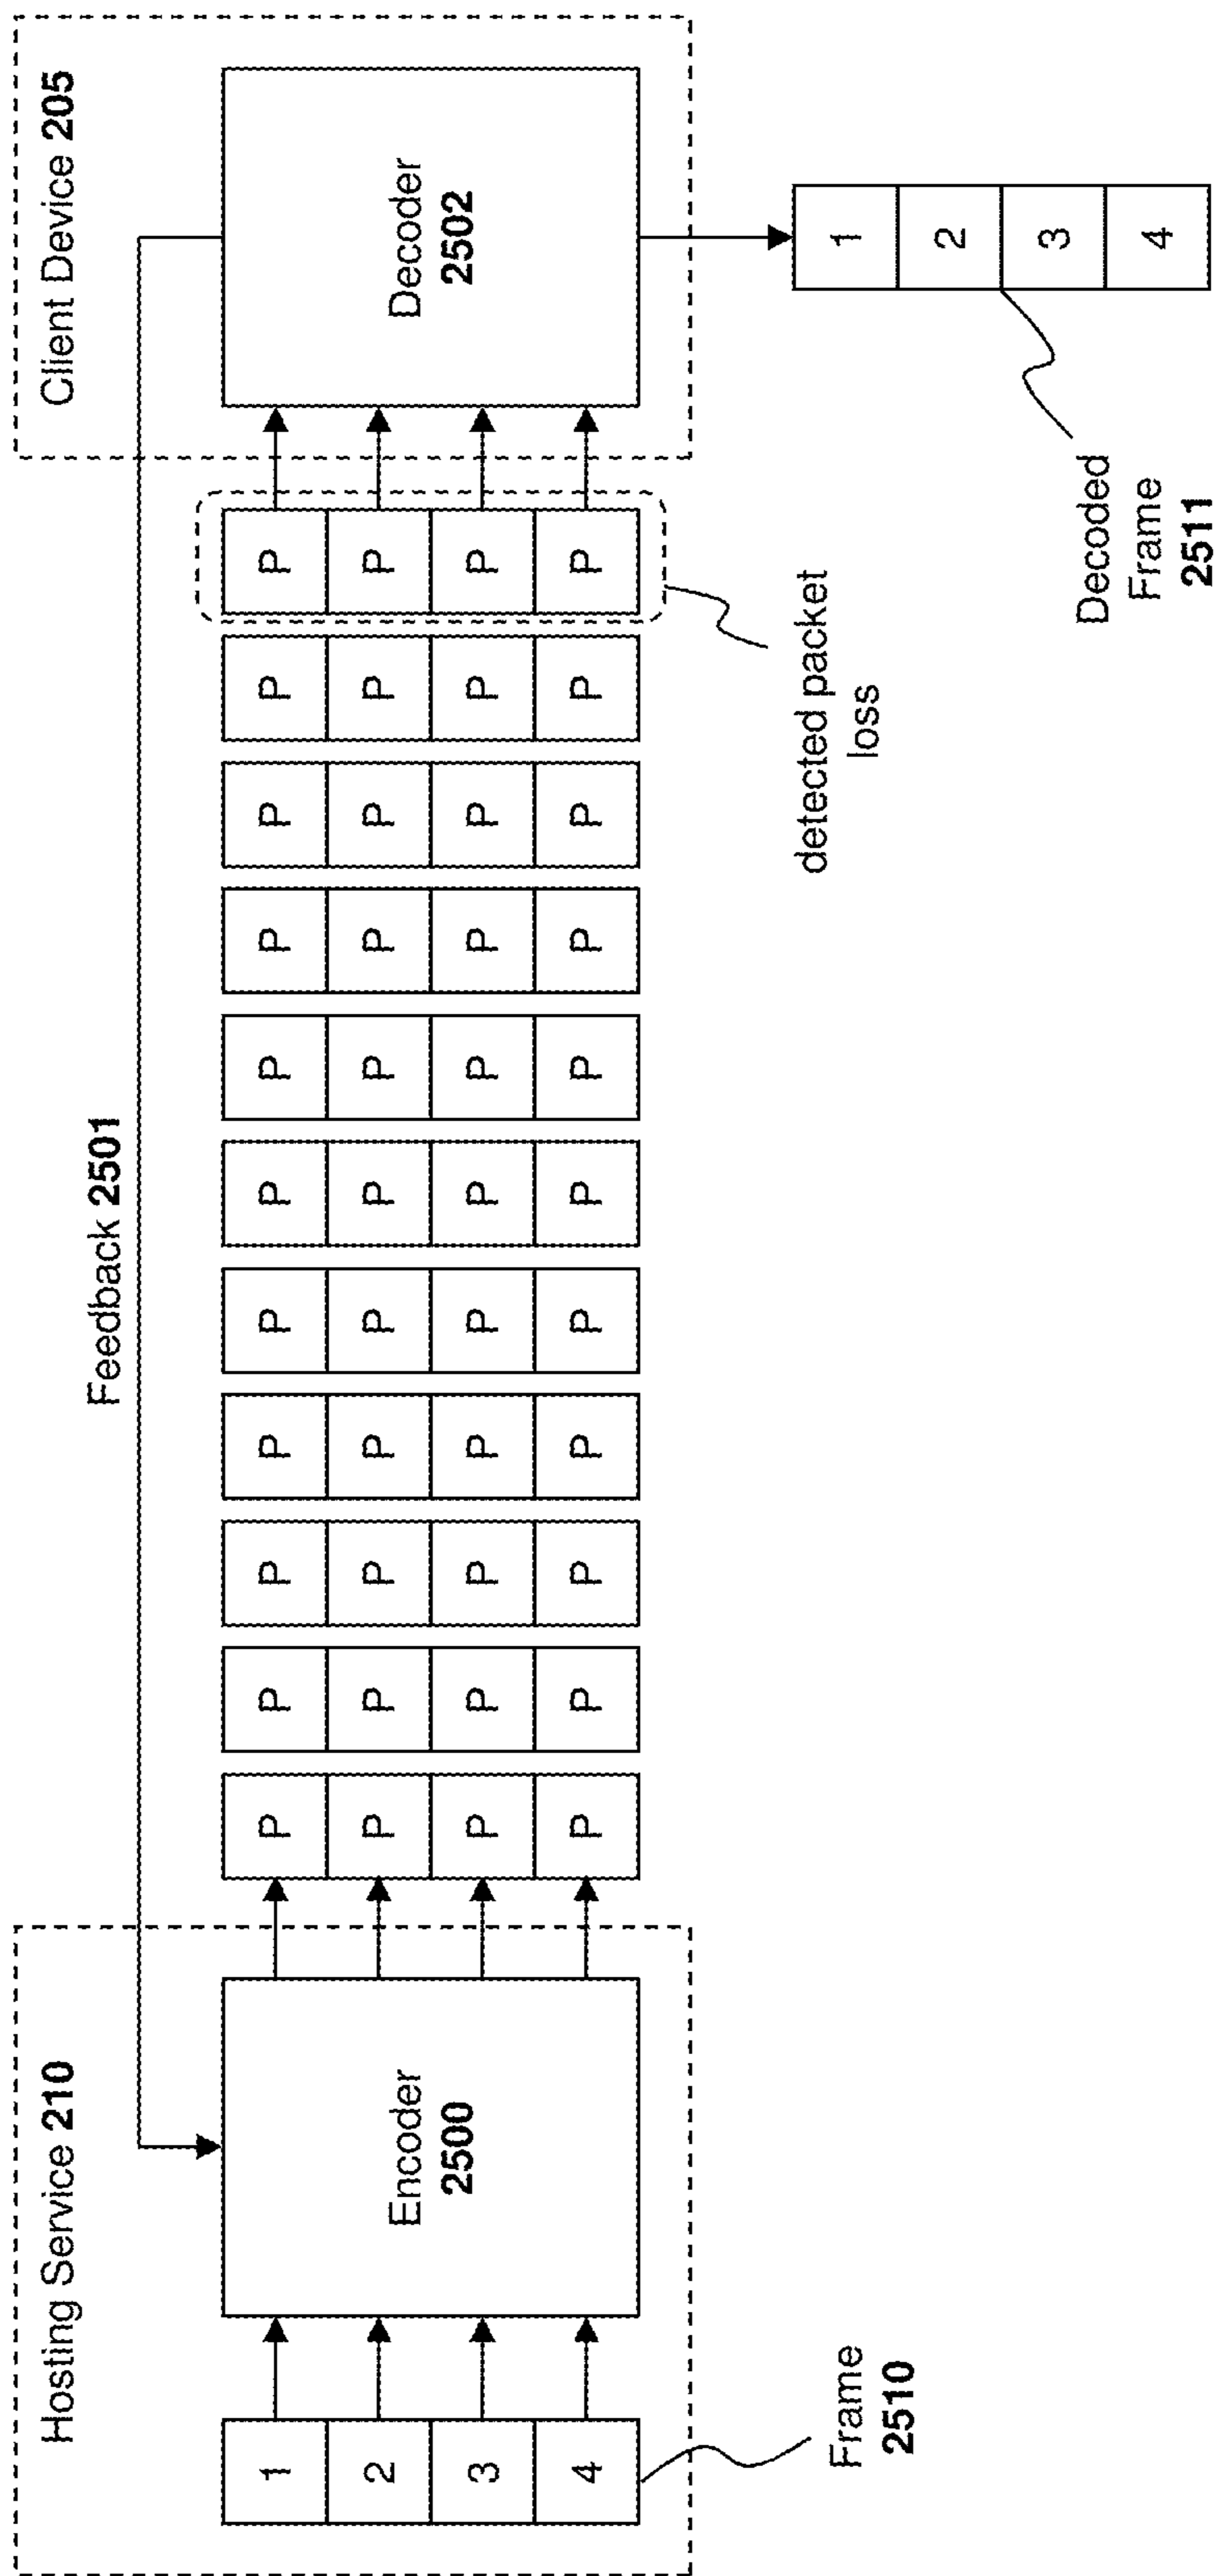 Hosting Service 210
Feedback 2501
Client Device 205
1
P P P P P P P P P P P
2
P P P P P P P P P P P
3
P P P P P P P P P P P
4
P P P P P P P P P P P
Encoder
2500
Decoder
2502
Frame
2510
detected packet
loss
1
2
3
4
Decoded
Frame
2511